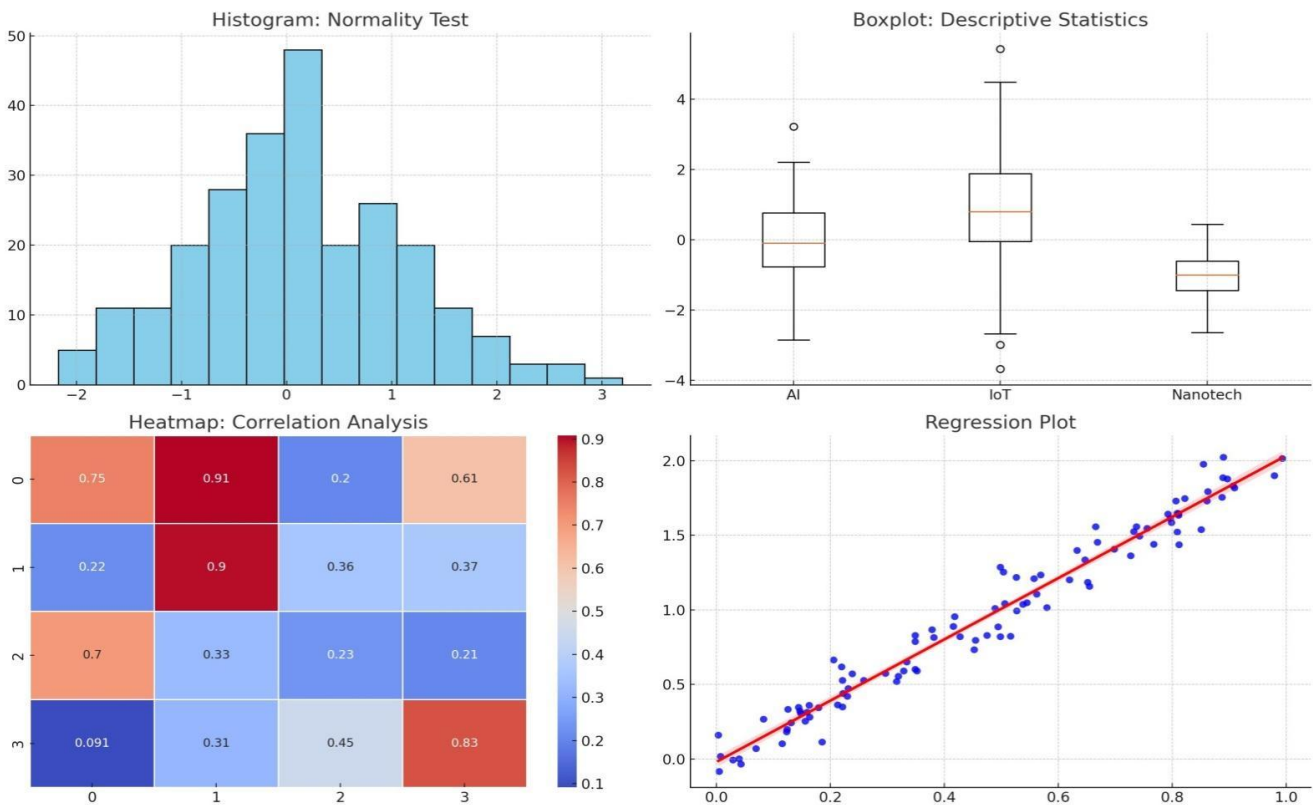 Histogram: Normality Test
50
40
30
20
10
0
−2 −1 0 1 2 3
Boxplot: Descriptive Statistics
4
2
0
−2
−4
AI IoT Nanotech
Heatmap: Correlation Analysis
0 0.75 0.91 0.2 0.61
1 0.22 0.9 0.36 0.37
2 0.7 0.33 0.23 0.21
3 0.091 0.31 0.45 0.83
0 1 2 3
0.9
0.8
0.7
0.6
0.5
0.4
0.3
0.2
0.1
Regression Plot
2.0
1.5
1.0
0.5
0.0
0.0 0.2 0.4 0.6 0.8 1.0